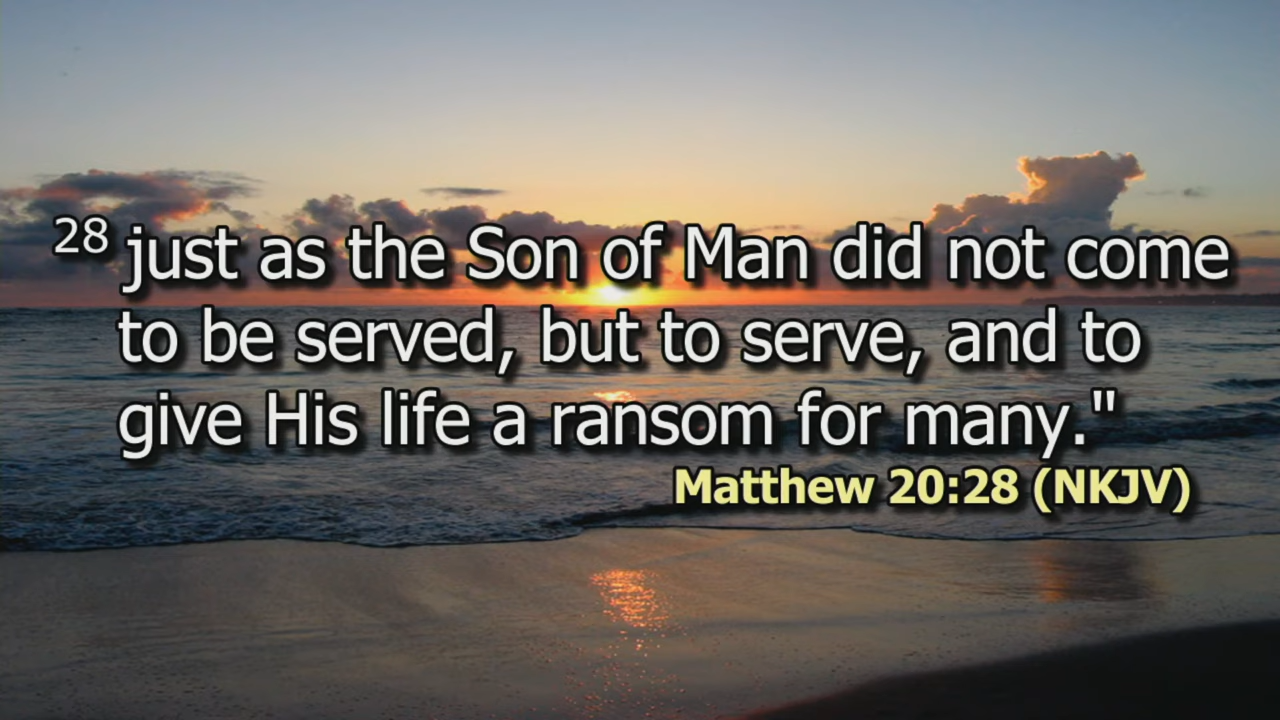 28 just as the Son of Man did not come
to be served, but to serve, and to
give His life a ransom for many."
Matthew 20:28 (NKJV)